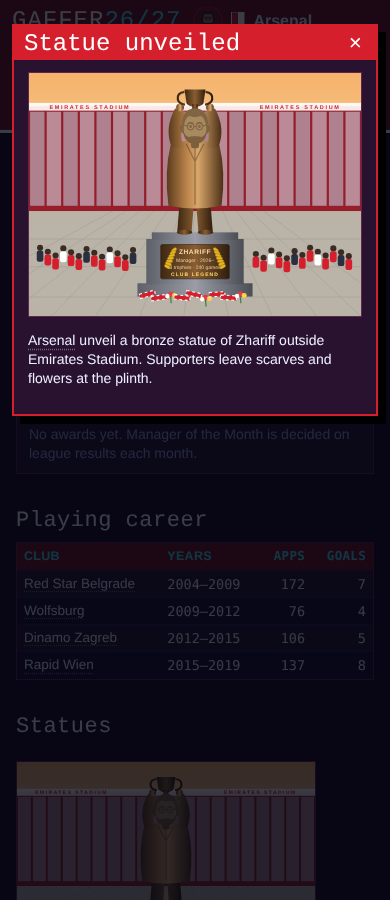 GAFFER26/27
Arsenal
Statue unveiled ✕
EMIRATES STADIUM EMIRATES STADIUM
ZHARIFF
CLUB LEGEND
Arsenal unveil a bronze statue of Zhariff outside
Emirates Stadium. Supporters leave scarves and
flowers at the plinth.
No awards yet. Manager of the Month is decided on
league results each month.
Playing career
CLUB YEARS APPS GOALS
Red Star Belgrade 2004–2009 172 7
Wolfsburg 2009–2012 76 4
Dinamo Zagreb 2012–2015 106 5
Rapid Wien 2015–2019 137 8
Statues
EMIRATES STADIUM EMIRATES STADIUM